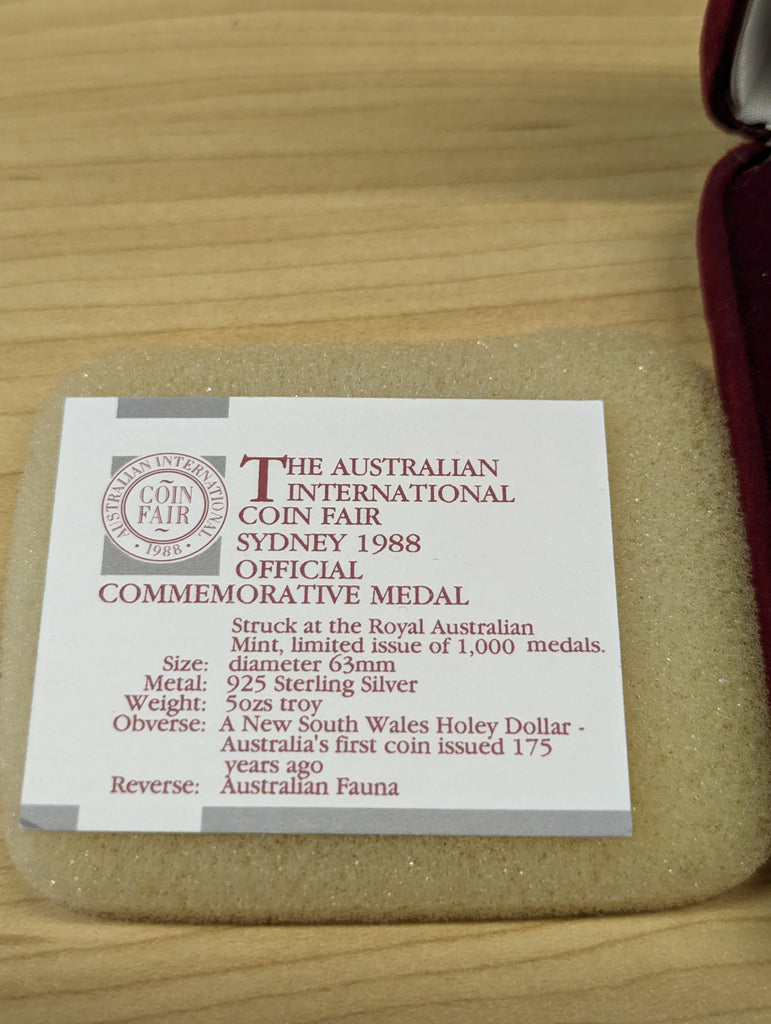 AUSTRALIAN INTERNATIONAL
COIN
FAIR
· 1988 ·
THE AUSTRALIAN
INTERNATIONAL
COIN FAIR
SYDNEY 1988
OFFICIAL
COMMEMORATIVE MEDAL
Struck at the Royal Australian
Mint, limited issue of 1,000 medals.
Size: diameter 63mm
Metal: 925 Sterling Silver
Weight: 5ozs troy
Obverse: A New South Wales Holey Dollar -
Australia's first coin issued 175
years ago
Reverse: Australian Fauna